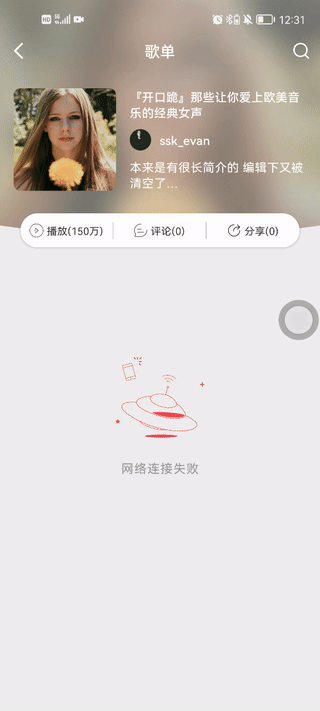 HD 12:31
歌单
『开口跪』那些让你爱上欧美音
乐的经典女声
ssk_evan
本来是有很长简介的 编辑下又被
清空了...
播放(150万) 评论(0) 分享(0)
网络连接失败